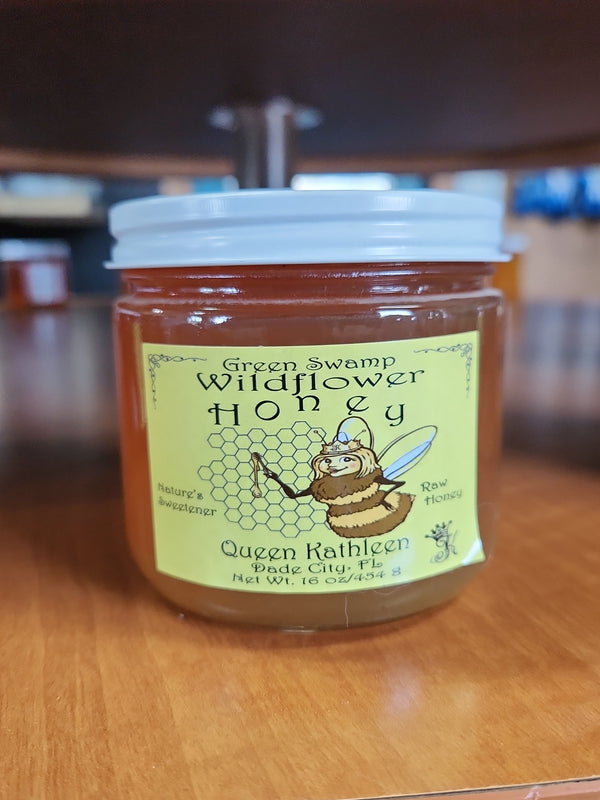 Green Swamp
Wildflower
Honey
Nature's
Sweetener
Raw
Honey
Queen Kathleen
Dade City, FL
Net Wt. 16 oz/454 g
K